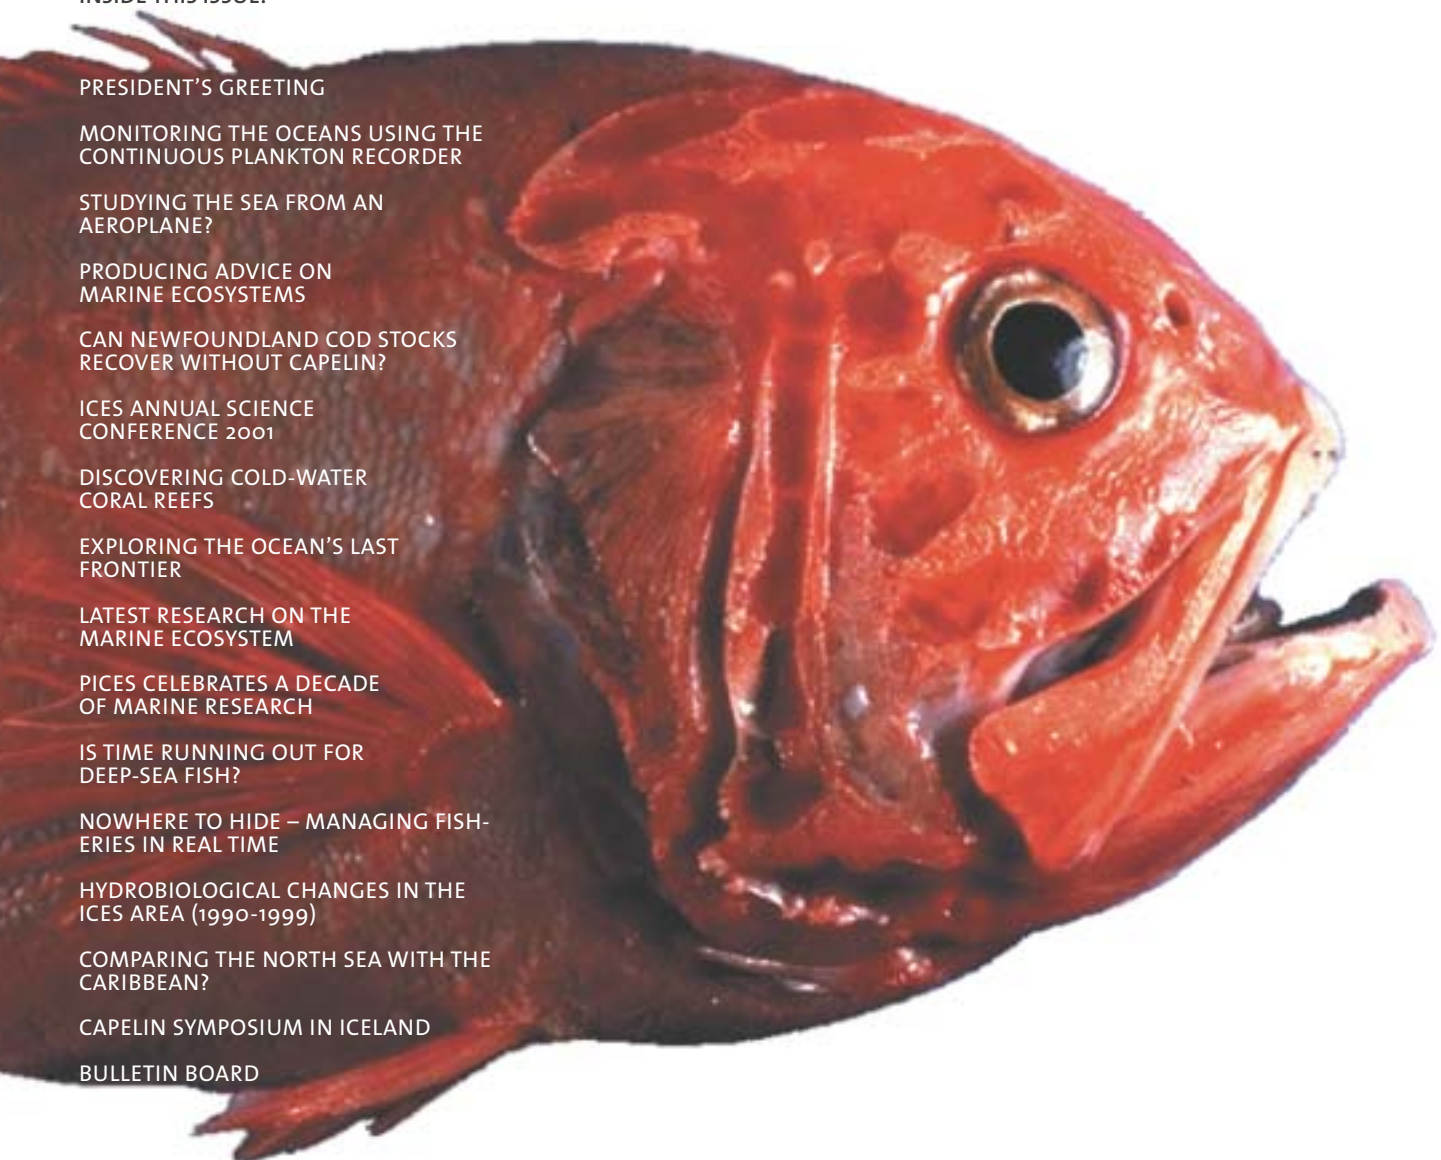 INSIDE THIS ISSUE:
PRESIDENT’S GREETING
MONITORING THE OCEANS USING THE
CONTINUOUS PLANKTON RECORDER
STUDYING THE SEA FROM AN
AEROPLANE?
PRODUCING ADVICE ON
MARINE ECOSYSTEMS
CAN NEWFOUNDLAND COD STOCKS
RECOVER WITHOUT CAPELIN?
ICES ANNUAL SCIENCE
CONFERENCE 2001
DISCOVERING COLD-WATER
CORAL REEFS
EXPLORING THE OCEAN’S LAST
FRONTIER
LATEST RESEARCH ON THE
MARINE ECOSYSTEM
PICES CELEBRATES A DECADE
OF MARINE RESEARCH
IS TIME RUNNING OUT FOR
DEEP-SEA FISH?
NOWHERE TO HIDE – MANAGING FISH-
ERIES IN REAL TIME
HYDROBIOLOGICAL CHANGES IN THE
ICES AREA (1990-1999)
COMPARING THE NORTH SEA WITH THE
CARIBBEAN?
CAPELIN SYMPOSIUM IN ICELAND
BULLETIN BOARD